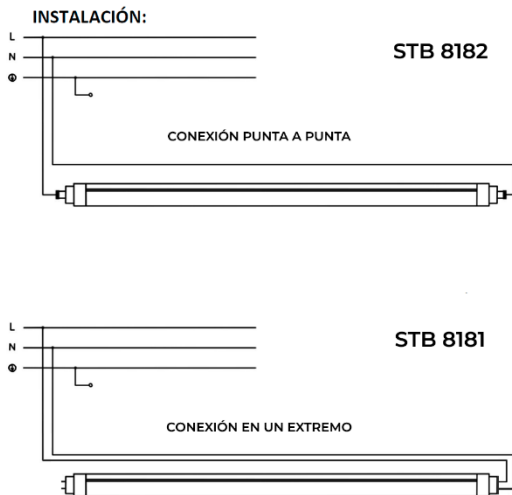 INSTALACIÓN:
L
STB 8182
N
CONEXIÓN PUNTA A PUNTA
L
STB 8181
N
CONEXIÓN EN UN EXTREMO